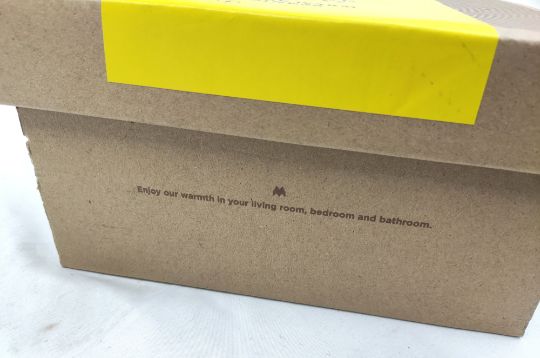 Enjoy our warmth in your living room, bedroom and bathroom.